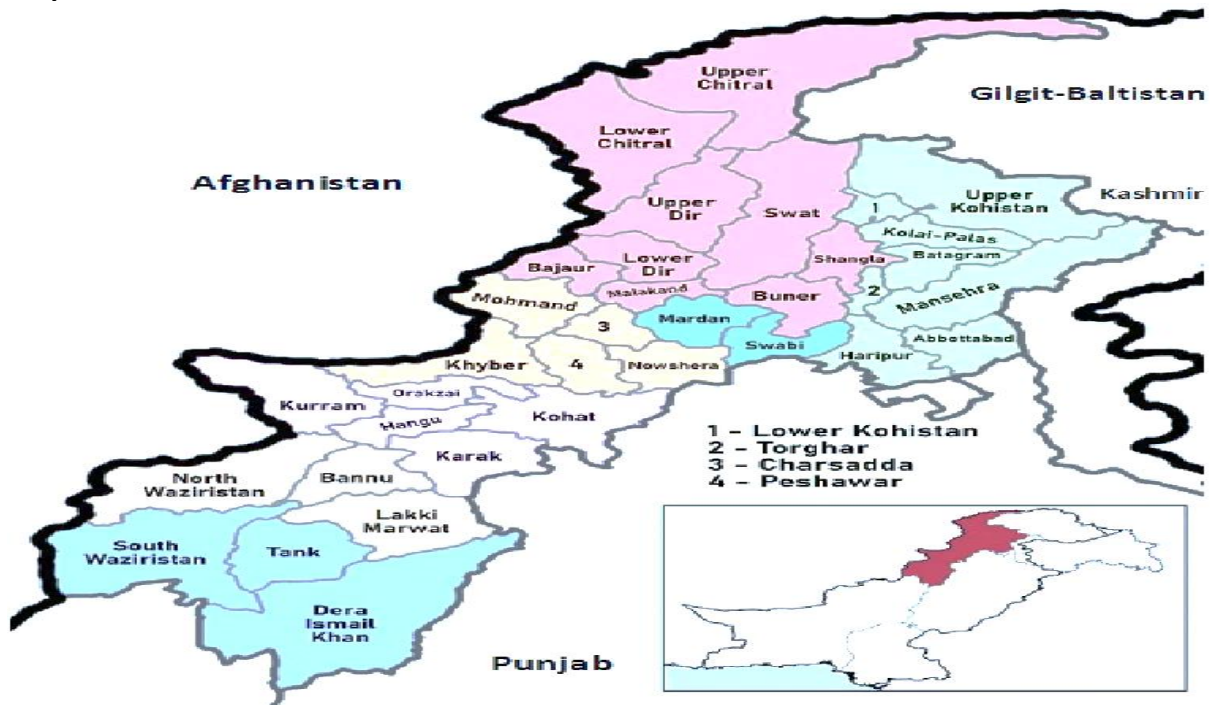 Upper
Chitral
Gilgit-Baltistan
Lower
Chitral
Afghanistan
Upper
Kohistan
Kashmir
Upper
Dir
Swat
1
Kolai-Palas
Shangla
Batagram
Lower
Dir
Bajaur
Malakand
Buner
2
Mansehra
Mohmand
3
Mardan
Swabi
Abbottabad
Haripur
Khyber
4
Nowshera
Orakzai
Kurram
Hangu
Kohat
Karak
1 - Lower Kohistan
2 - Torghar
3 - Charsadda
4 - Peshawar
North
Waziristan
Bannu
Lakki
Marwat
South
Waziristan
Tank
Dera
Ismail
Khan
Punjab